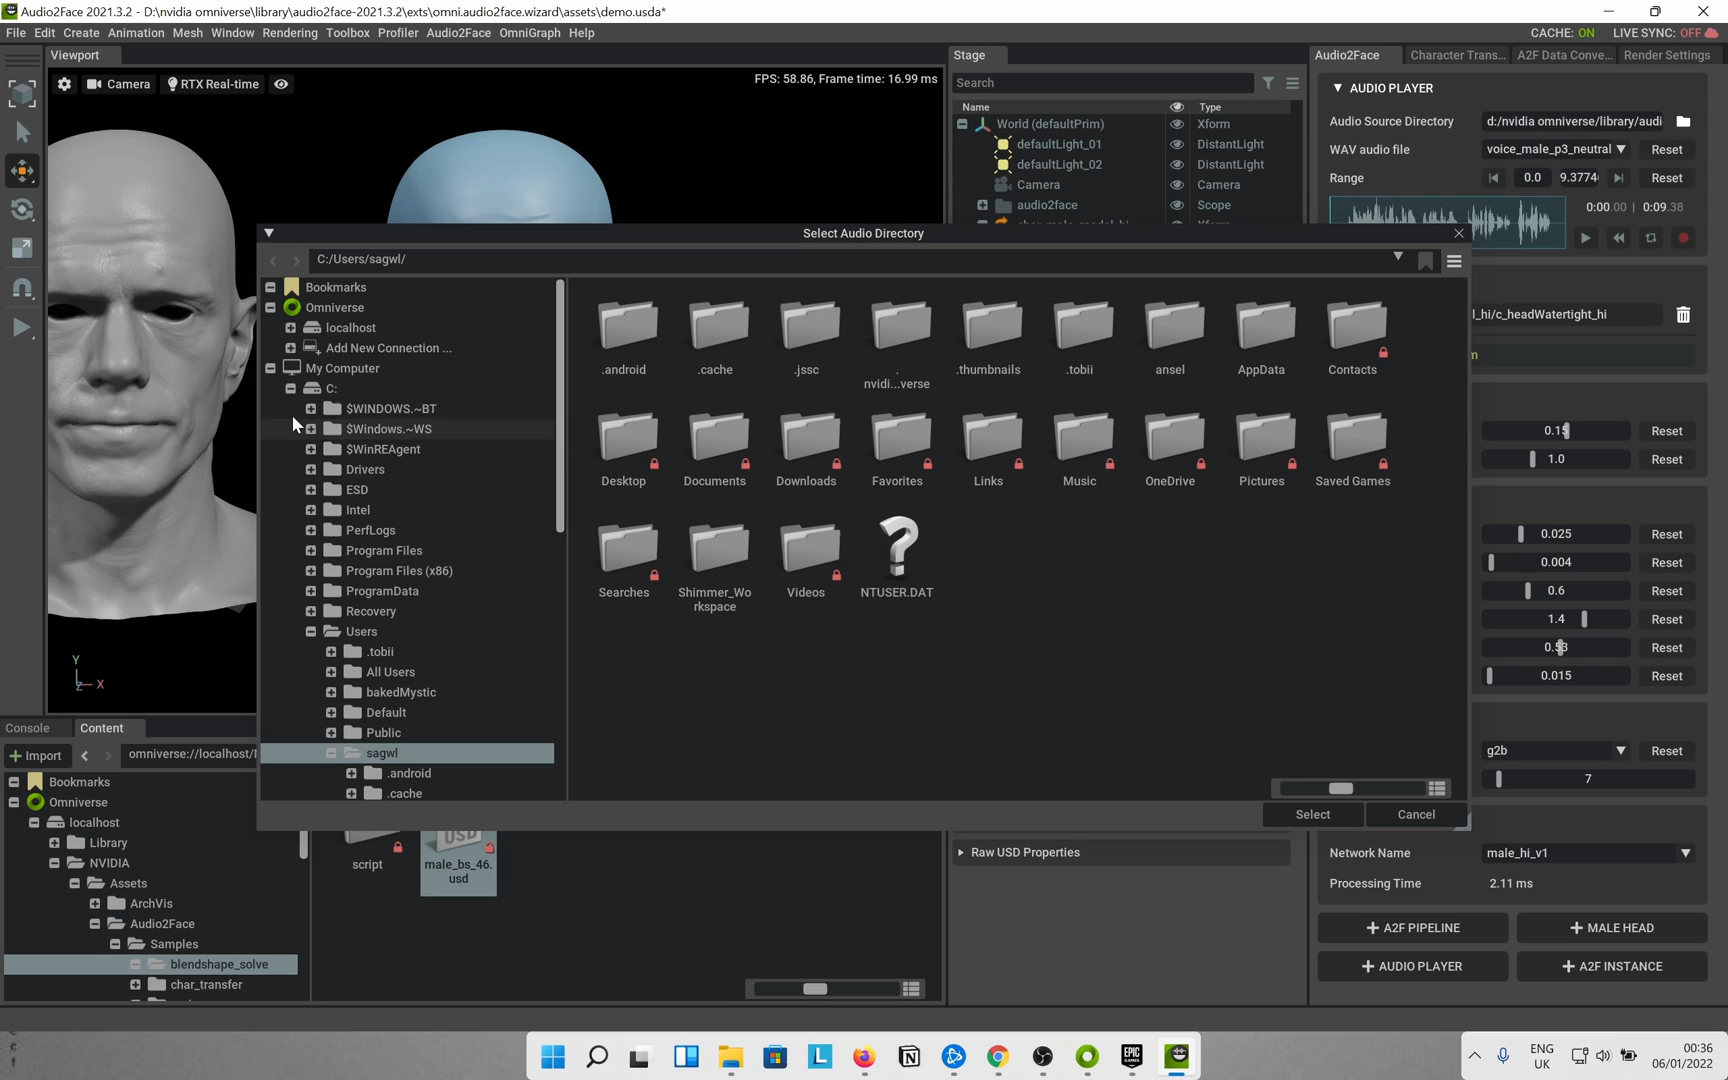 Audio2Face 2021.3.2 - D:\nvidia omniverse\library\audio2face-2021.3.2\exts\omni.audio2face.wizard\assets\demo.usda*
File Edit Create Animation Mesh Window Rendering Toolbox Profiler Audio2Face OmniGraph Help
CACHE: ON LIVE SYNC: OFF
Viewport
Camera
RTX Real-time
FPS: 58.86, Frame time: 16.99 ms
Stage
Search
Name Type
World (defaultPrim) Xform
defaultLight_01 DistantLight
defaultLight_02 DistantLight
Camera Camera
audio2face Scope
Audio2Face Character Trans... A2F Data Conve... Render Settings
AUDIO PLAYER
Audio Source Directory d:/nvidia omniverse/library/audi
WAV audio file voice_male_p3_neutral Reset
Range 0.0 9.3774 Reset
0:00.00 | 0:09.38
Select Audio Directory
C:/Users/sagwl/
Bookmarks
Omniverse
localhost
Add New Connection ...
My Computer
C:
$WINDOWS.~BT
$Windows.~WS
$WinREAgent
Drivers
ESD
Intel
PerfLogs
Program Files
Program Files (x86)
ProgramData
Recovery
Users
.tobii
All Users
bakedMystic
Default
Public
sagwl
.android
.cache
.android .cache .jssc .
nvidi...verse .thumbnails .tobii ansel AppData Contacts
Desktop Documents Downloads Favorites Links Music OneDrive Pictures Saved Games
Searches Shimmer_Wo
rkspace Videos NTUSER.DAT
Select Cancel
l_hi/c_headWatertight_hi
0.15 Reset
1.0 Reset
0.025 Reset
0.004 Reset
0.6 Reset
1.4 Reset
0.53 Reset
0.015 Reset
g2b Reset
7
Network Name male_hi_v1
Processing Time 2.11 ms
A2F PIPELINE MALE HEAD
AUDIO PLAYER A2F INSTANCE
Raw USD Properties
Y
Z X
Console Content
Import omniverse://localhost/
Bookmarks
Omniverse
localhost
Library
NVIDIA
Assets
ArchVis
Audio2Face
Samples
blendshape_solve
char_transfer
script
USD
male_bs_46.
usd
L
EPIC
GAMES
ENG
UK
00:36
06/01/2022